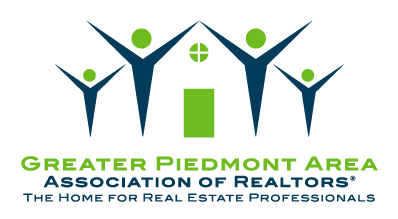 Greater Piedmont Area
Association of Realtors®
The Home for Real Estate Professionals